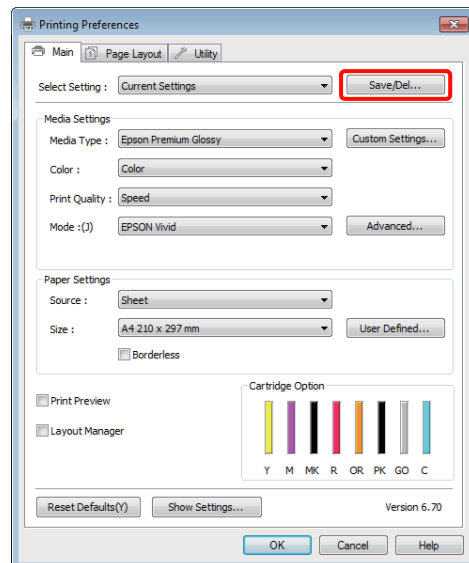 Printing Preferences
Main Page Layout Utility
Select Setting : Current Settings Save/Del...
Media Settings
Media Type : Epson Premium Glossy Custom Settings...
Color : Color
Print Quality : Speed
Mode :(J) EPSON Vivid Advanced...
Paper Settings
Source : Sheet
Size : A4 210 x 297 mm User Defined...
Borderless
Cartridge Option
Print Preview
Layout Manager
Y M MK R OR PK GO C
Reset Defaults(Y) Show Settings... Version 6.70
OK Cancel Help